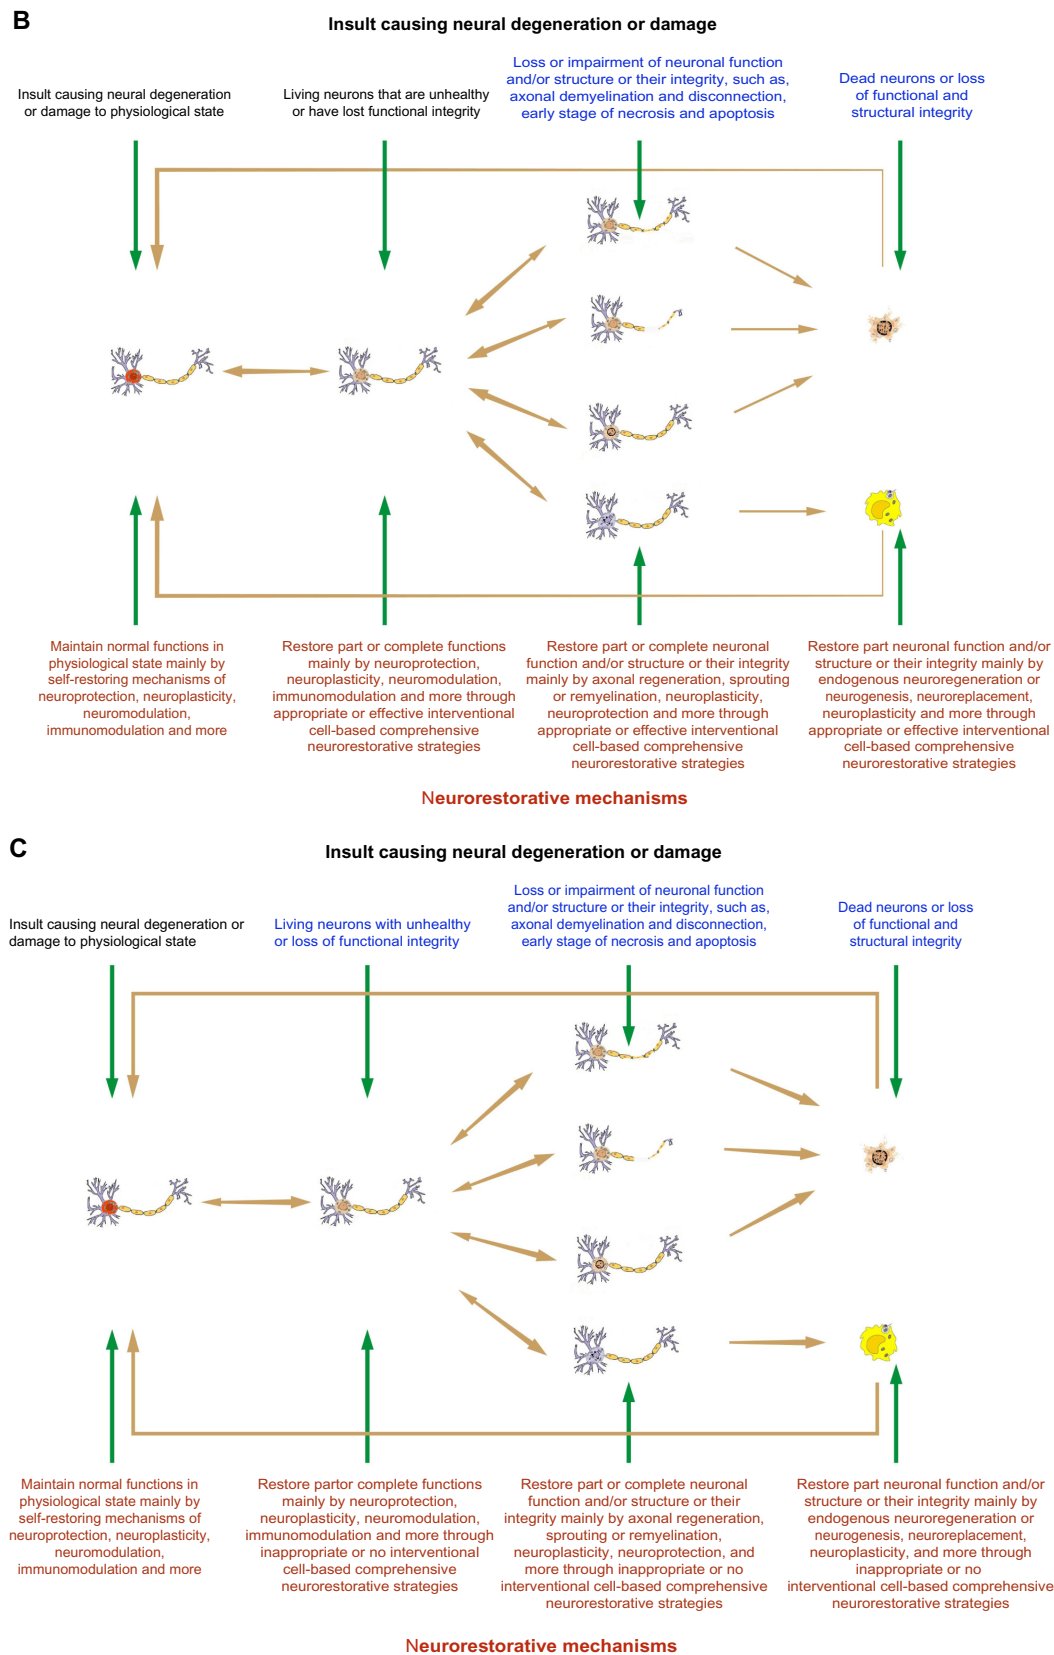 B
Insult causing neural degeneration or damage
Insult causing neural degeneration
or damage to physiological state
Living neurons that are unhealthy
or have lost functional integrity
Loss or impairment of neuronal function
and/or structure or their integrity, such as,
axonal demyelination and disconnection,
early stage of necrosis and apoptosis
Dead neurons or loss
of functional and
structural integrity
Maintain normal functions in
physiological state mainly by
self-restoring mechanisms of
neuroprotection, neuroplasticity,
neuromodulation,
immunomodulation and more
Restore part or complete functions
mainly by neuroprotection,
neuroplasticity, neuromodulation,
immunomodulation and more through
appropriate or effective interventional
cell-based comprehensive
neurorestorative strategies
Restore part or complete neuronal
function and/or structure or their integrity
mainly by axonal regeneration, sprouting
or remyelination, neuroplasticity,
neuroprotection and more through
appropriate or effective interventional
cell-based comprehensive
neurorestorative strategies
Restore part neuronal function and/or
structure or their integrity mainly by
endogenous neuroregeneration or
neurogenesis, neuroreplacement,
neuroplasticity and more through
appropriate or effective interventional
cell-based comprehensive
neurorestorative strategies
Neurorestorative mechanisms
C
Insult causing neural degeneration or damage
Insult causing neural degeneration or
damage to physiological state
Living neurons with unhealthy
or loss of functional integrity
Loss or impairment of neuronal function
and/or structure or their integrity, such as,
axonal demyelination and disconnection,
early stage of necrosis and apoptosis
Dead neurons or loss
of functional and
structural integrity
Maintain normal functions in
physiological state mainly by
self-restoring mechanisms of
neuroprotection, neuroplasticity,
neuromodulation,
immunomodulation and more
Restore partor complete functions
mainly by neuroprotection,
neuroplasticity, neuromodulation,
immunomodulation and more through
inappropriate or no interventional
cell-based comprehensive
neurorestorative strategies
Restore part or complete neuronal
function and/or structure or their
integrity mainly by axonal regeneration,
sprouting or remyelination,
neuroplasticity, neuroprotection, and
more through inappropriate or no
interventional cell-based comprehensive
neurorestorative strategies
Restore part neuronal function and/or
structure or their integrity mainly by
endogenous neuroregeneration
or neurogenesis, neuroreplacement,
neuroplasticity, and more through
inappropriate or no
interventional cell-based comprehensive
neurorestorative strategies
Neurorestorative mechanisms